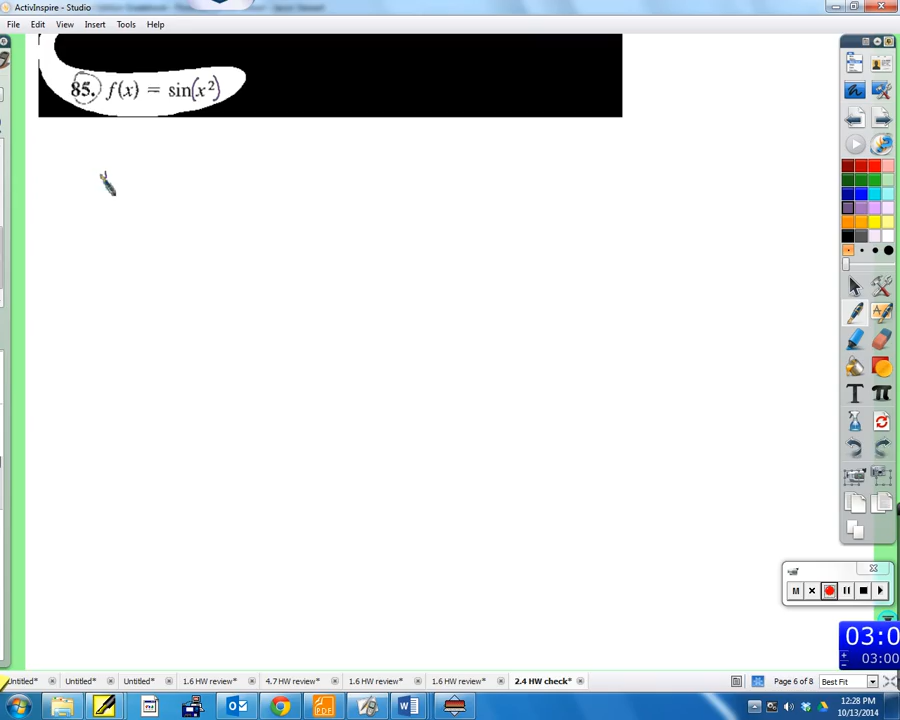 ActivInspire - Studio
File Edit View Insert Tools Help
85. f(x) = sin(x²)
M
03:0
03:00
Untitled* Untitled* Untitled* 1.6 HW review* 4.7 HW review* 1.6 HW review* 1.6 HW review* 2.4 HW check* Page 6 of 8 Best Fit
12:28 PM
10/13/2014